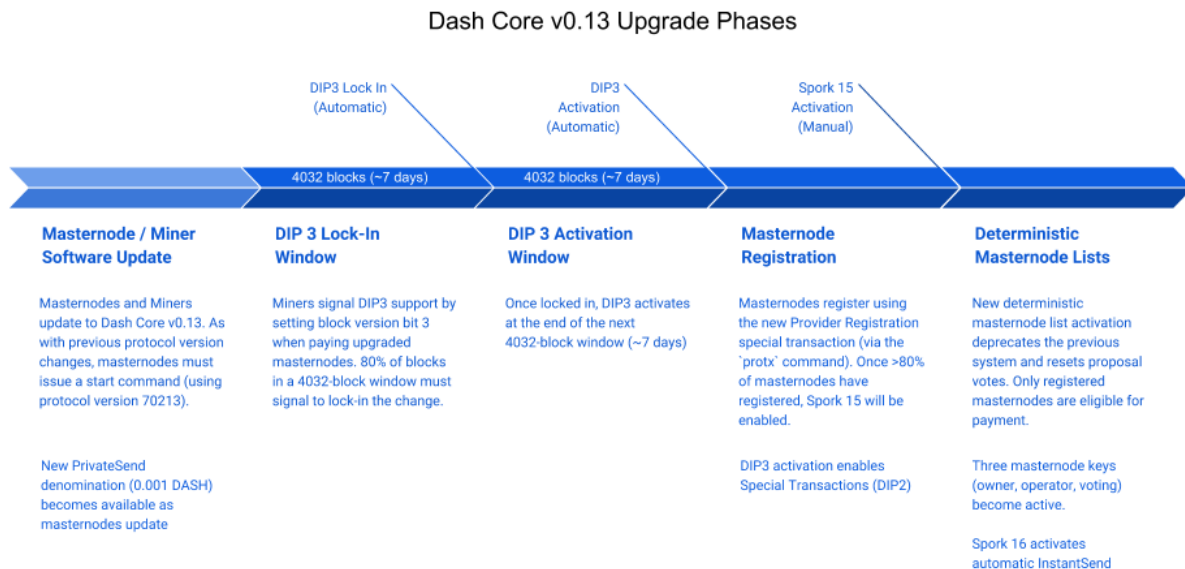 Dash Core v0.13 Upgrade Phases
DIP3 Lock In
(Automatic)
DIP3
Activation
(Automatic)
Spork 15
Activation
(Manual)
4032 blocks (~7 days)
4032 blocks (~7 days)
Masternode / Miner
Software Update
Masternodes and Miners
update to Dash Core v0.13. As
with previous protocol version
changes, masternodes must
issue a start command (using
protocol version 70213).
New PrivateSend
denomination (0.001 DASH)
becomes available as
masternodes update
DIP 3 Lock-In
Window
Miners signal DIP3 support by
setting block version bit 3
when paying upgraded
masternodes. 80% of blocks
in a 4032-block window must
signal to lock-in the change.
DIP 3 Activation
Window
Once locked in, DIP3 activates
at the end of the next
4032-block window (~7 days)
Masternode
Registration
Masternodes register using
the new Provider Registration
special transaction (via the
`protx` command). Once >80%
of masternodes have
registered, Spork 15 will be
enabled.
DIP3 activation enables
Special Transactions (DIP2)
Deterministic
Masternode Lists
New deterministic
masternode list activation
deprecates the previous
system and resets proposal
votes. Only registered
masternodes are eligible for
payment.
Three masternode keys
(owner, operator, voting)
become active.
Spork 16 activates
automatic InstantSend